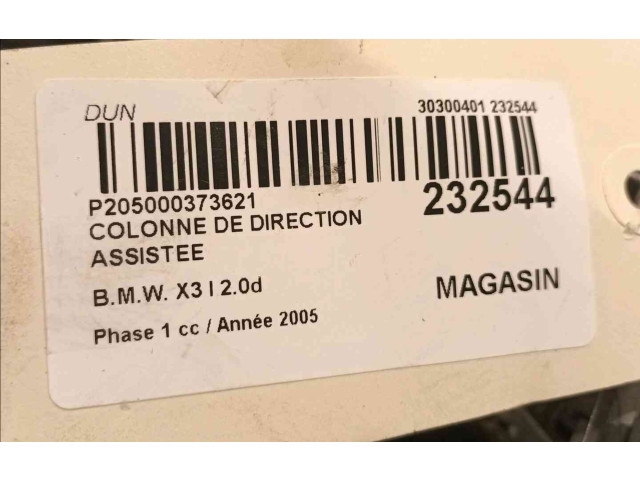 DUN 30300401 232544
P205000373621 232544
COLONNE DE DIRECTION
ASSISTEE
B.M.W. X3 I 2.0d MAGASIN
Phase 1 cc / Année 2005